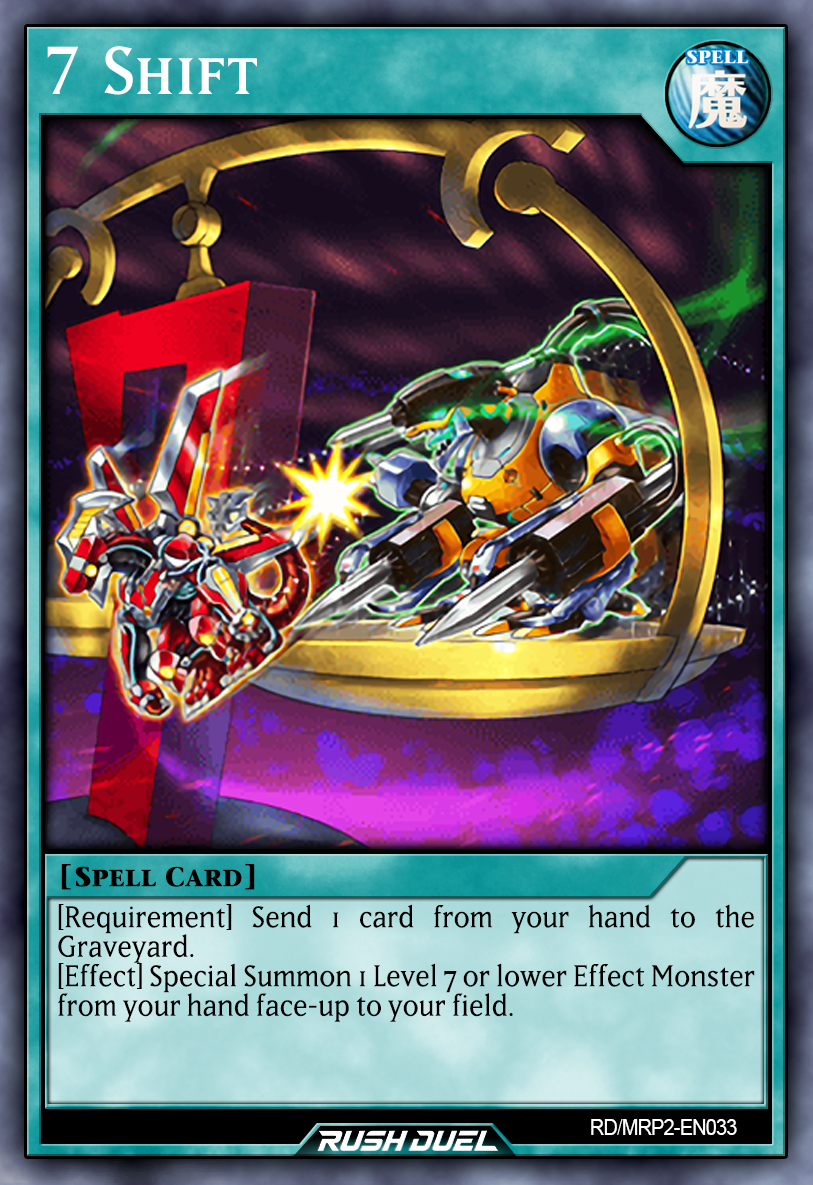 7 Shift
SPELL
魔
[Spell Card]
[Requirement] Send 1 card from your hand to the
Graveyard.
[Effect] Special Summon 1 Level 7 or lower Effect Monster
from your hand face-up to your field.
RD/MRP2-EN033
RUSH DUEL